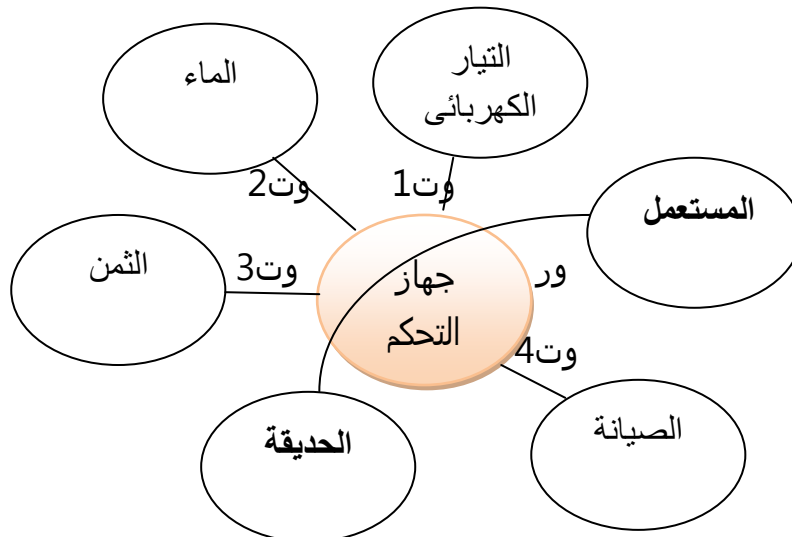 الماء
التيار
الكهربائى
وت2
وت1
المستعمل
الثمن
وت3
جهاز
التحكم
ور
وت4
الحديقة
الصيانة